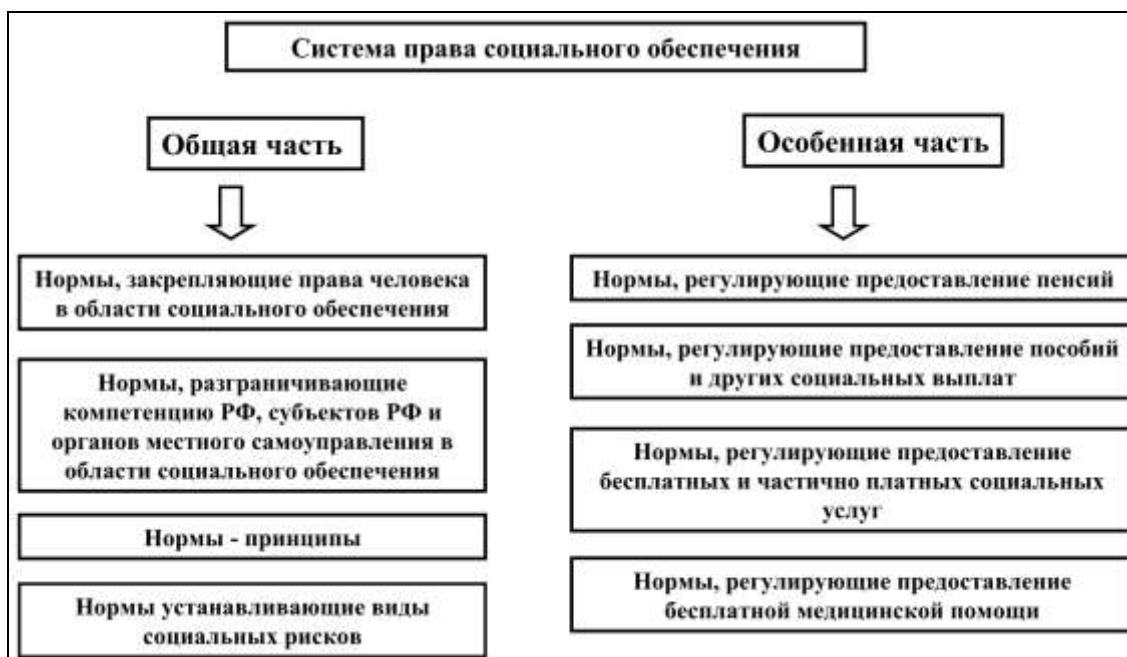 Система права социального обеспечения
Общая часть
Нормы, закрепляющие права человека
в области социального обеспечения
Нормы, разграничивающие
компетенцию РФ, субъектов РФ и
органов местного самоуправления в
области социального обеспечения
Нормы - принципы
Нормы устанавливающие виды
социальных рисков
Особенная часть
Нормы, регулирующие предоставление пенсий
Нормы, регулирующие предоставление пособий
и других социальных выплат
Нормы, регулирующие предоставление
бесплатных и частично платных социальных
услуг
Нормы, регулирующие предоставление
бесплатной медицинской помощи